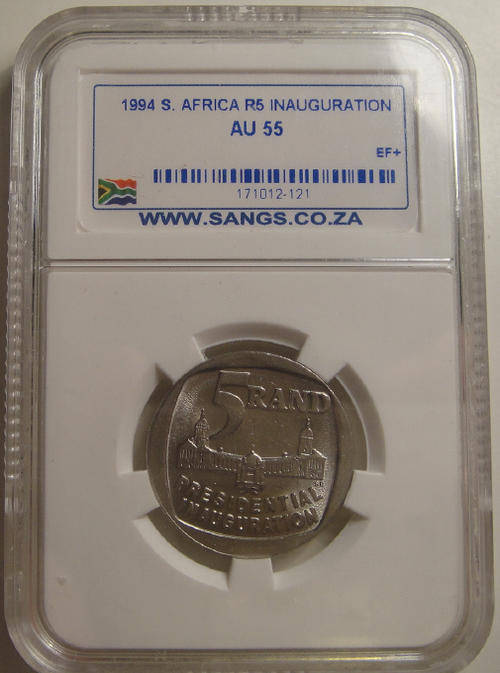 1994 S. AFRICA R5 INAUGURATION
AU 55
EF+
171012-121
WWW.SANGS.CO.ZA
5 RAND
PRESIDENTIAL
INAUGURATION